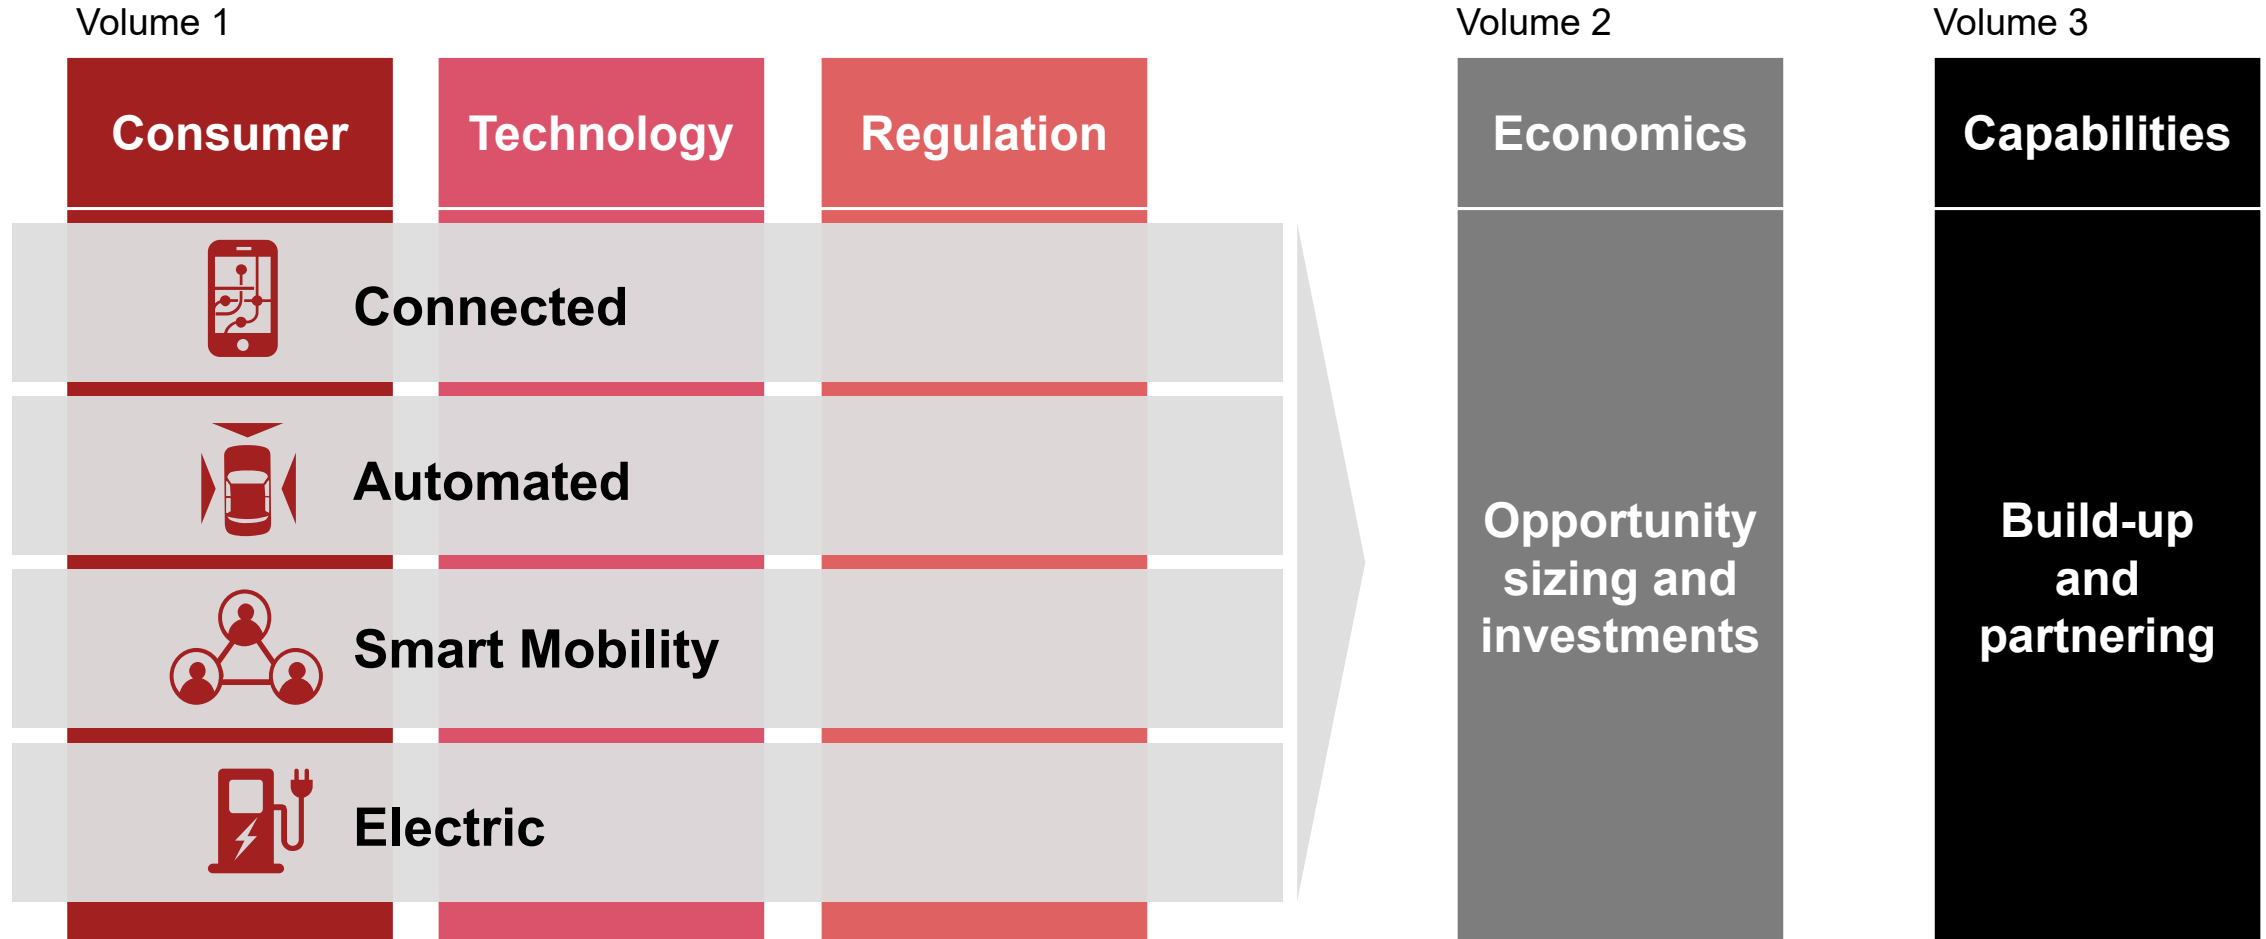 Volume 1
Volume 2
Volume 3
Consumer
Technology
Regulation
Economics
Capabilities
Connected
Automated
Smart Mobility
Electric
Opportunity
sizing and
investments
Build-up
and
partnering